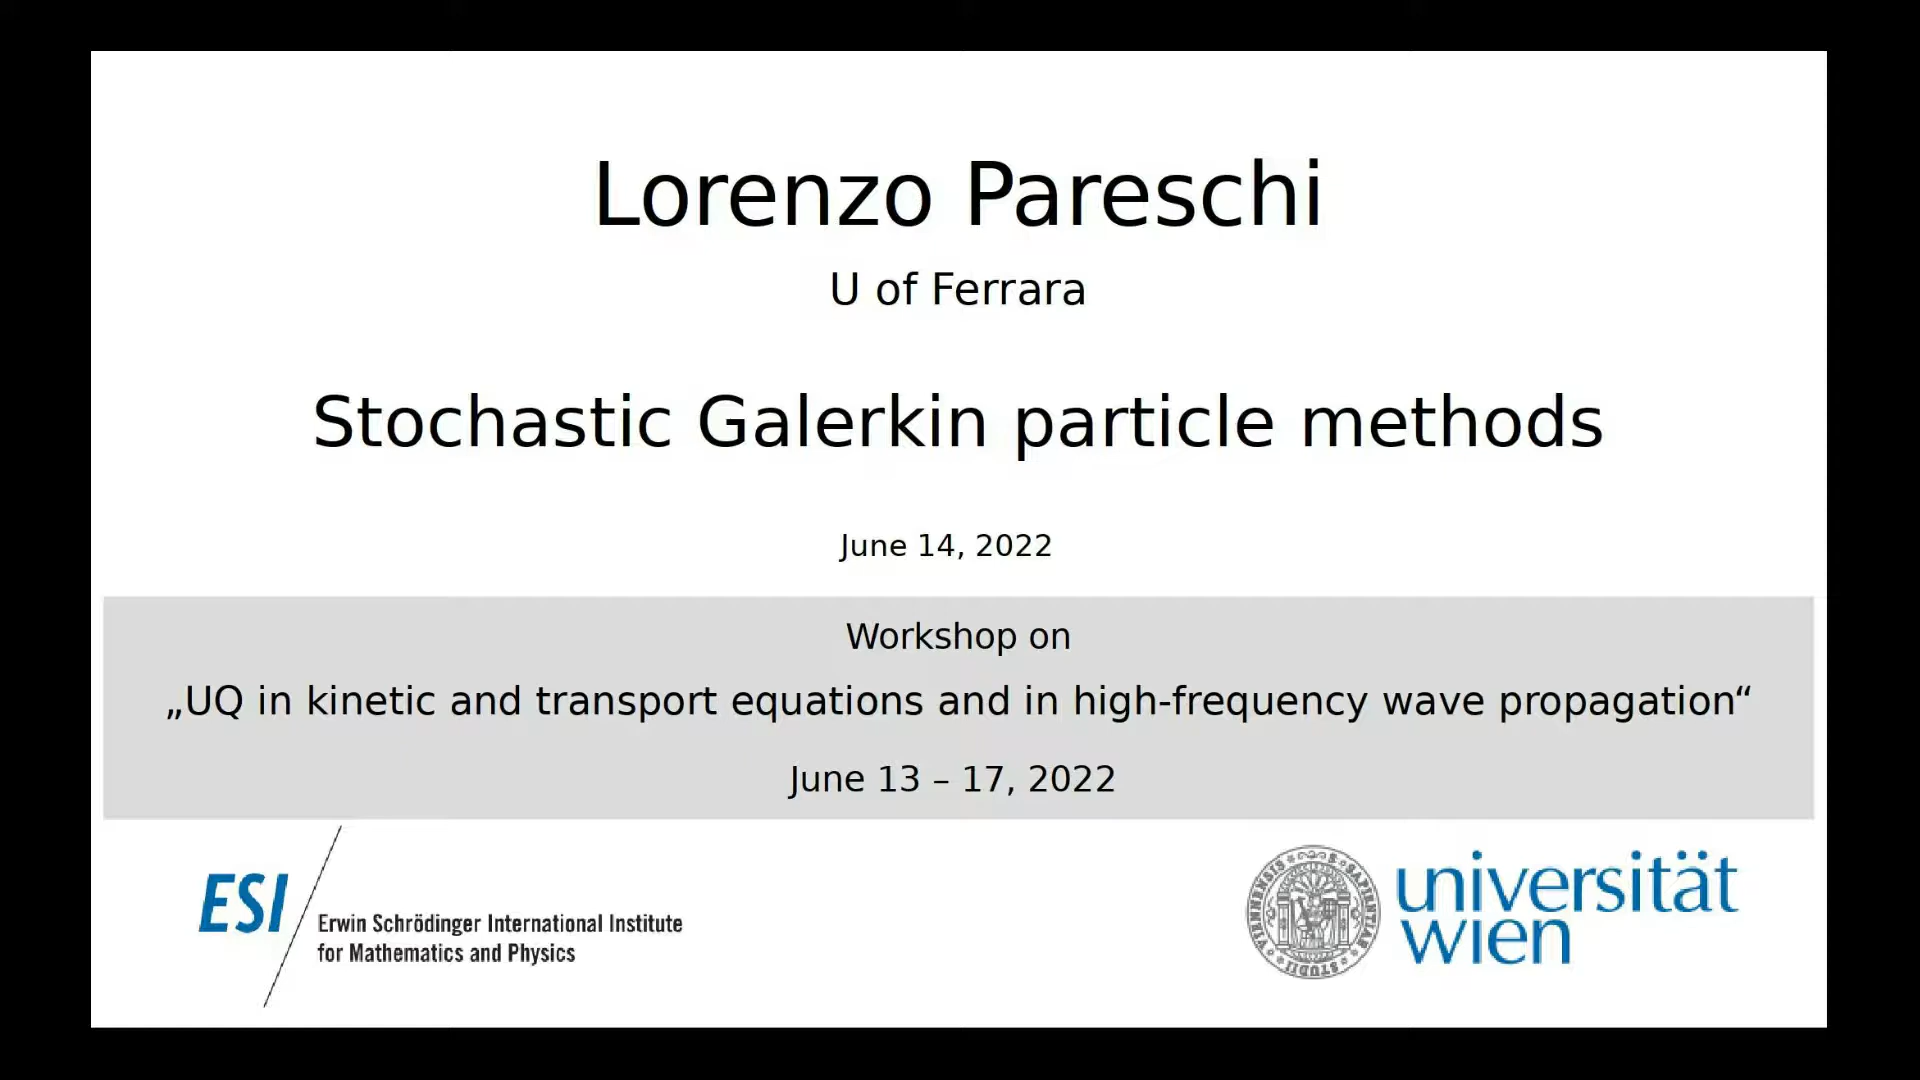 Lorenzo Pareschi
U of Ferrara
Stochastic Galerkin particle methods
June 14, 2022
Workshop on
„UQ in kinetic and transport equations and in high-frequency wave propagation“
June 13 – 17, 2022
ESI
Erwin Schrödinger International Institute
for Mathematics and Physics
universität
wien